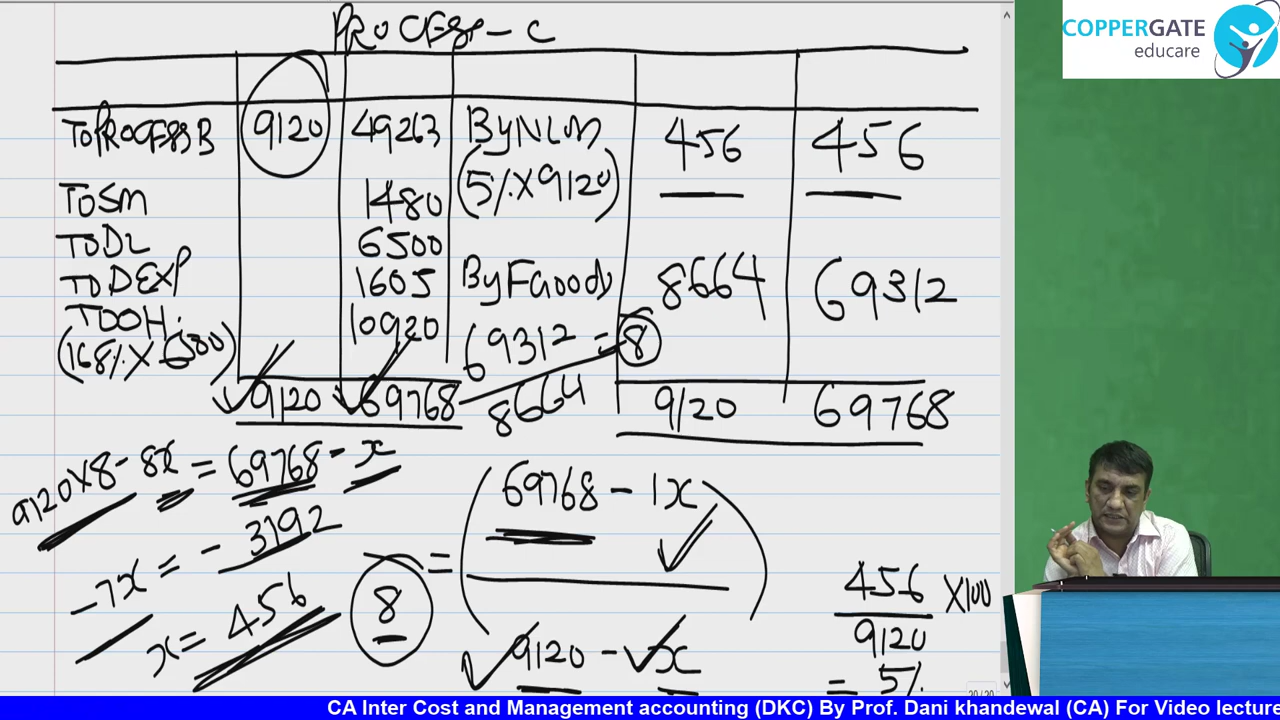 PROCESS - C
COPPERGATE
educare
TO PROCESS B 9120 49263 By NLM 456 456
(5% X 9120)
TO SM 1480
TO DL 6500
TO DEXP 1605 By FGoods 8664 69312
TO OH. 10920 69312 = 8
(168% X 6500) 8664
9120 69768 9120 69768
9120 X 8 - 8x = 69768 - x
-7x = - 3192
x = 456
8 = (69768 - 1x)
9120 - x
456 X 100
9120
= 5%
20 / 20
CA Inter Cost and Management accounting (DKC) By Prof. Dani khandewal (CA) For Video lecture